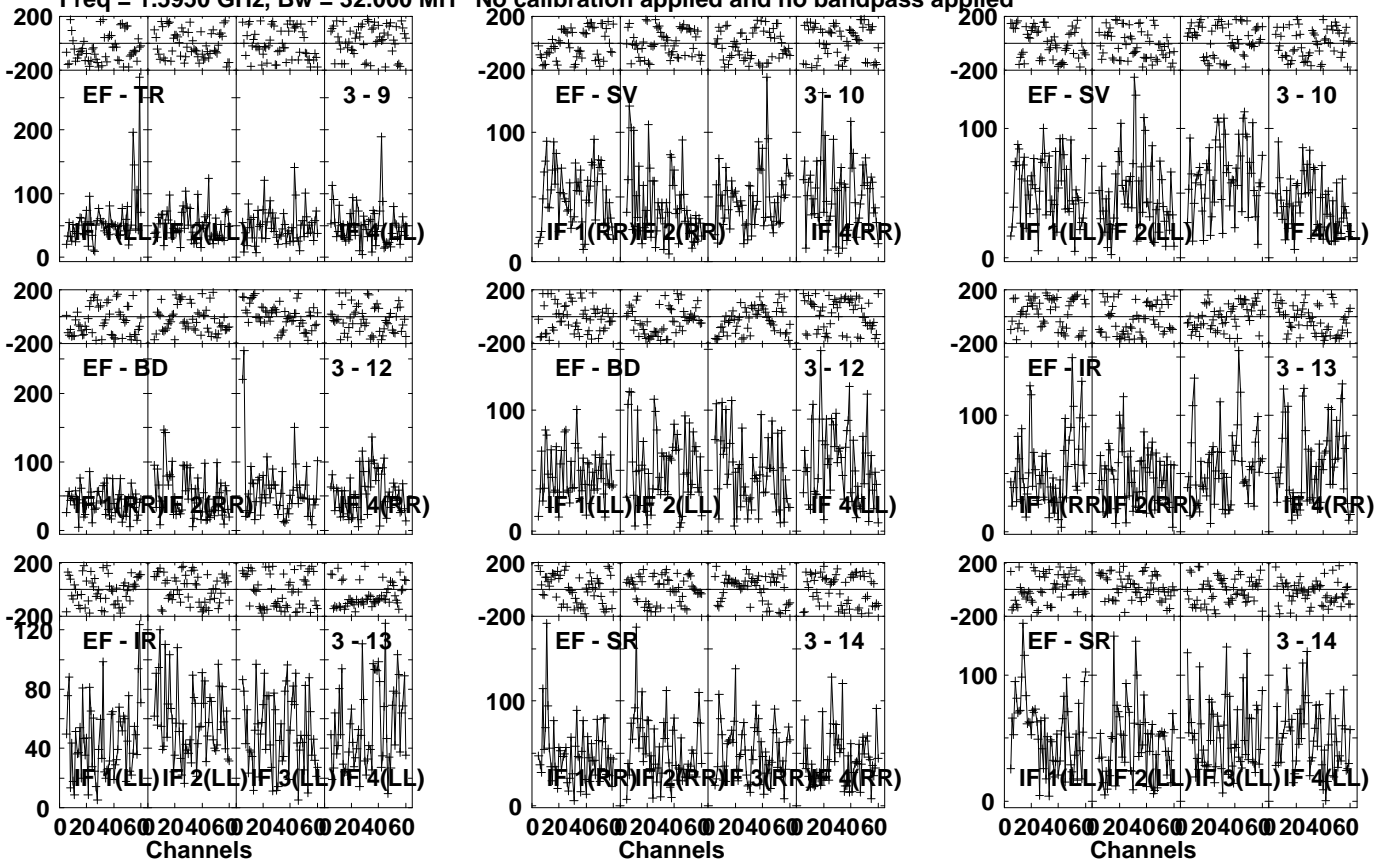 Freq = 1.5950 GHz, Bw = 32.000 MH No calibration applied and no bandpass applied
200
-200
EF - TR 3 - 9
200
100
0
IF 1(LL) IF 2(LL) IF 4(LL)
200
-200
EF - SV 3 - 10
100
0
IF 1(RR) IF 2(RR) IF 4(RR)
200
-200
EF - SV 3 - 10
100
0
IF 1(LL) IF 2(LL) IF 4(LL)
200
-200
EF - BD 3 - 12
200
100
0
IF 1(RR) IF 2(RR) IF 4(RR)
200
-200
EF - BD 3 - 12
100
0
IF 1(LL) IF 2(LL) IF 4(LL)
200
-200
EF - IR 3 - 13
100
0
IF 1(RR) IF 2(RR) IF 4(RR)
200
-200
120
EF - IR 3 - 13
80
40
0
IF 1(LL) IF 2(LL) IF 3(LL) IF 4(LL)
0 20 40 60 0 20 40 60 0 20 40 60 0 20 40 60
Channels
200
-200
EF - SR 3 - 14
100
0
IF 1(RR) IF 2(RR) IF 3(RR) IF 4(RR)
0 20 40 60 0 20 40 60 0 20 40 60 0 20 40 60
Channels
200
-200
EF - SR 3 - 14
100
0
IF 1(LL) IF 2(LL) IF 3(LL) IF 4(LL)
0 20 40 60 0 20 40 60 0 20 40 60 0 20 40 60
Channels